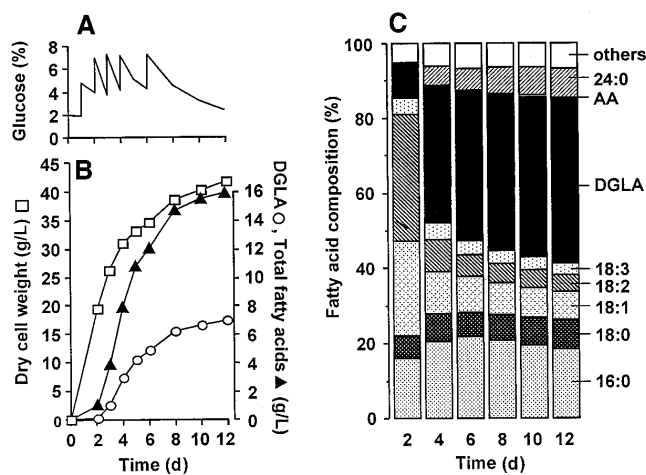 A
Glucose (%)
8
6
4
2
0
B
Dry cell weight (g/L) □
45
40
35
30
25
20
15
10
5
0
16
14
12
10
8
6
4
2
0
DGLA ○, Total fatty acids ▲ (g/L)
0 2 4 6 8 10 12
Time (d)
C
Fatty acid composition (%)
100
80
60
40
20
0
others
24:0
AA
DGLA
18:3
18:2
18:1
18:0
16:0
2 4 6 8 10 12
Time (d)